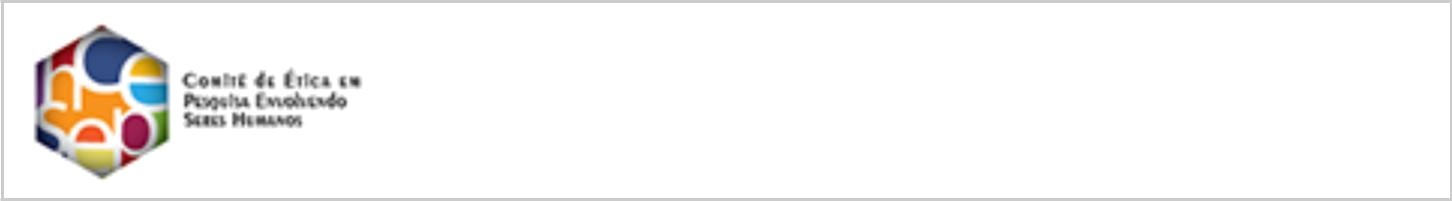 Comitê de Ética em
Pesquisa Envolvendo
Seres Humanos